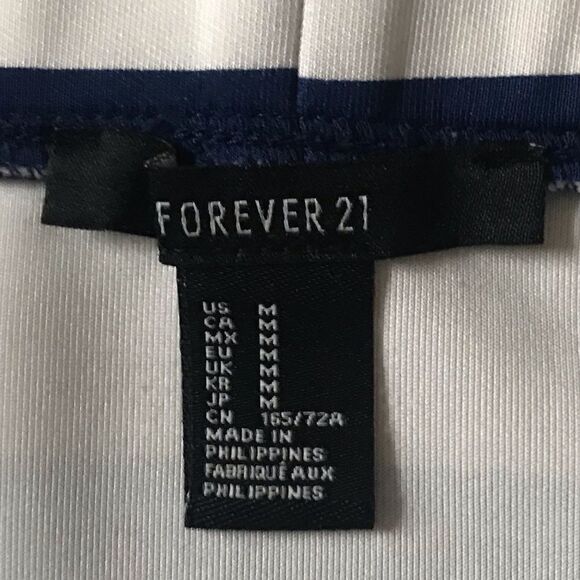 FOREVER 21
US M
CA M
MX M
EU M
UK M
KR M
JP M
CN 165/72A
MADE IN
PHILIPPINES
FABRIQUÉ AUX
PHILIPPINES